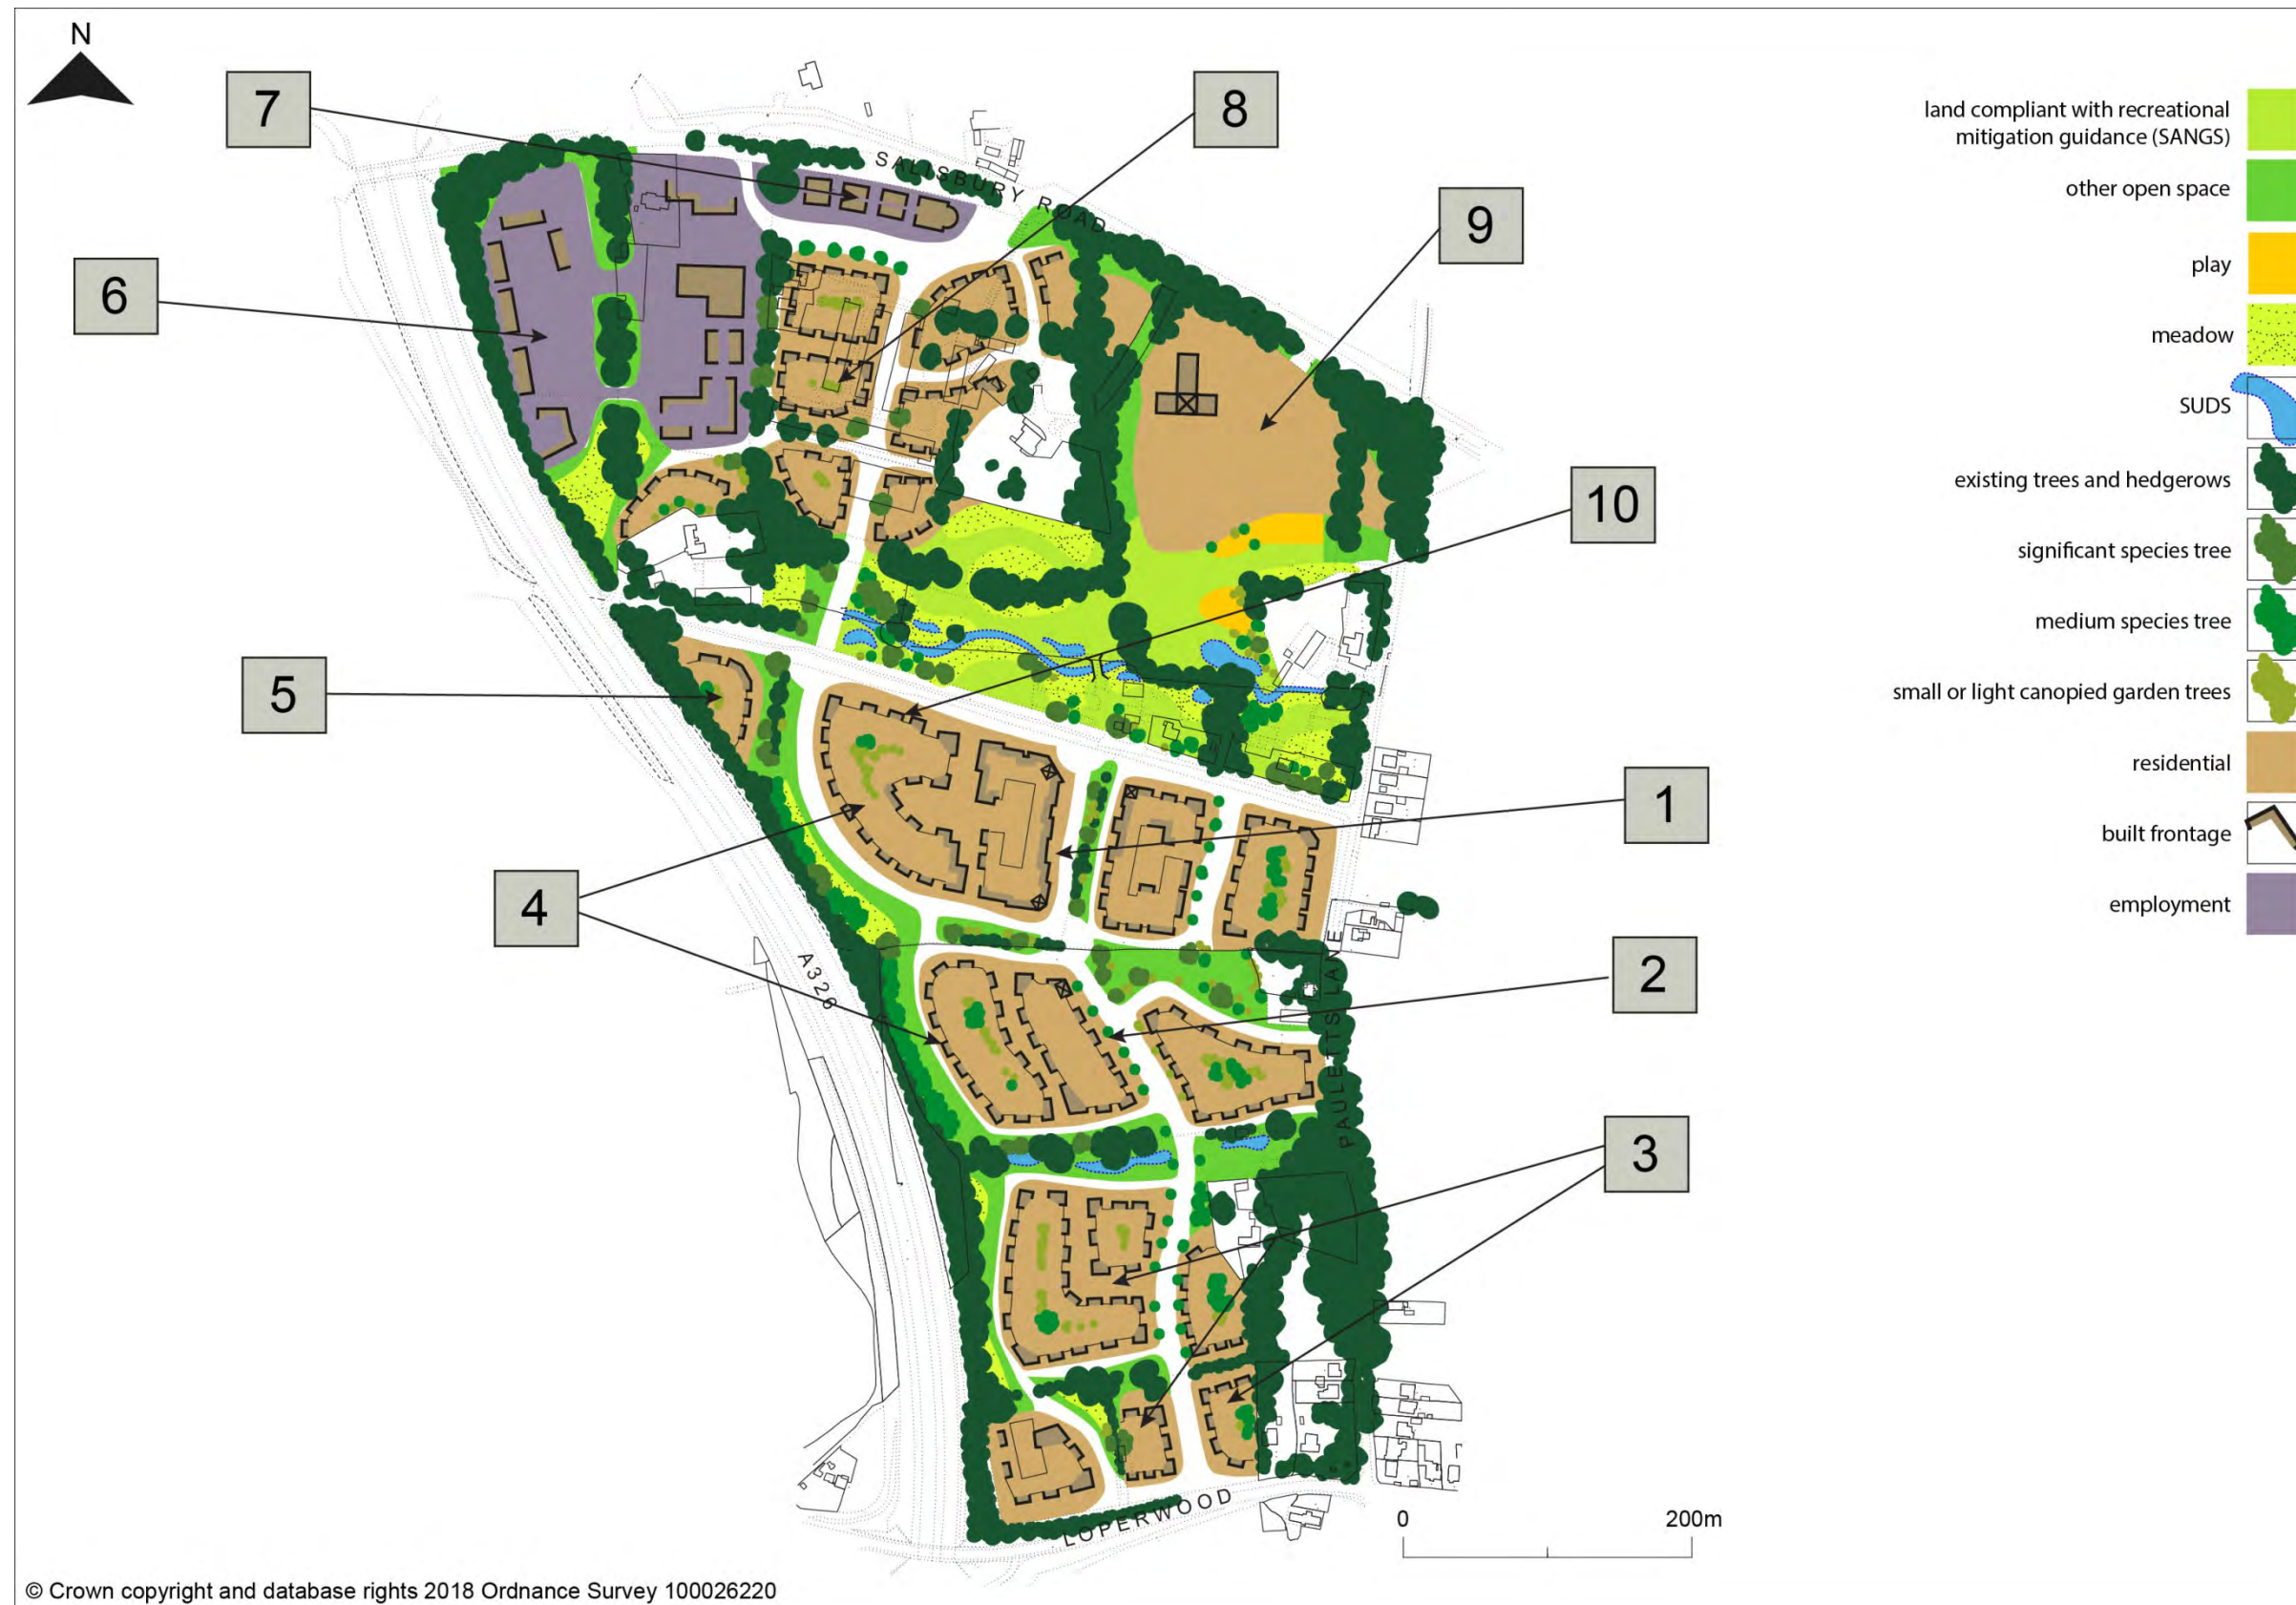 N
7
8
9
6
10
5
1
4
2
3
SALISBURY ROAD
A326
PAULETTS LANE
LOPERWOOD
land compliant with recreational
mitigation guidance (SANGS)
other open space
play
meadow
SUDS
existing trees and hedgerows
significant species tree
medium species tree
small or light canopied garden trees
residential
built frontage
employment
0
200m
© Crown copyright and database rights 2018 Ordnance Survey 100026220